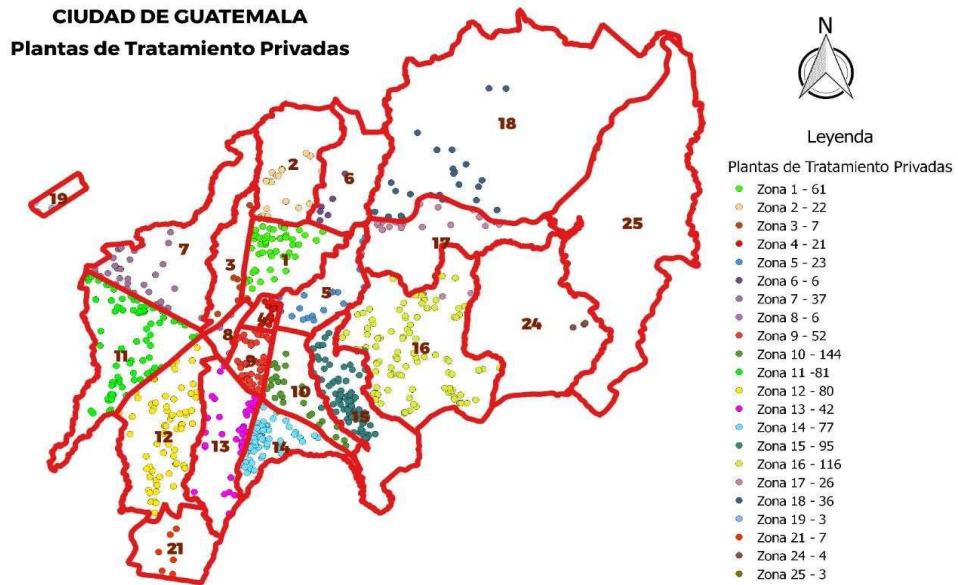 CIUDAD DE GUATEMALA
Plantas de Tratamiento Privadas
N
18
2
6
19
25
7
17
3
1
5
24
4
8
16
11
9
10
15
12
13
14
21
Leyenda
Plantas de Tratamiento Privadas
Zona 1 - 61
Zona 2 - 22
Zona 3 - 7
Zona 4 - 21
Zona 5 - 23
Zona 6 - 6
Zona 7 - 37
Zona 8 - 6
Zona 9 - 52
Zona 10 - 144
Zona 11 -81
Zona 12 - 80
Zona 13 - 42
Zona 14 - 77
Zona 15 - 95
Zona 16 - 116
Zona 17 - 26
Zona 18 - 36
Zona 19 - 3
Zona 21 - 7
Zona 24 - 4
Zona 25 - 3